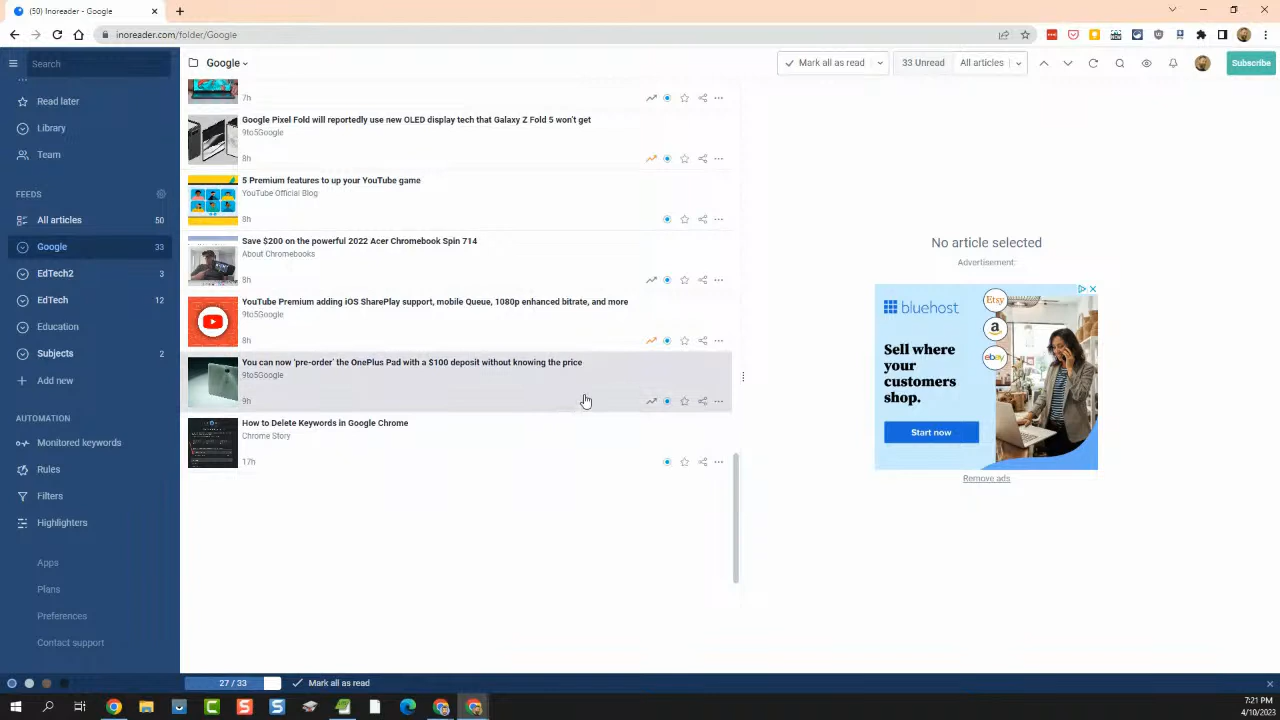 (50) Inoreader - Google
inoreader.com/folder/Google
Search
Google
Mark all as read
33 Unread
All articles
Subscribe
Read later
Library
Team
FEEDS
All articles 50
Google 33
EdTech2 3
EdTech 12
Education
Subjects 2
Add new
AUTOMATION
Monitored keywords
Rules
Filters
Highlighters
Apps
Plans
Preferences
Contact support
7h
Google Pixel Fold will reportedly use new OLED display tech that Galaxy Z Fold 5 won't get
9to5Google
8h
5 Premium features to up your YouTube game
YouTube Official Blog
8h
Save $200 on the powerful 2022 Acer Chromebook Spin 714
About Chromebooks
8h
YouTube Premium adding iOS SharePlay support, mobile Queue, 1080p enhanced bitrate, and more
9to5Google
8h
You can now 'pre-order' the OnePlus Pad with a $100 deposit without knowing the price
9to5Google
9h
How to Delete Keywords in Google Chrome
Chrome Story
17h
No article selected
Advertisement:
bluehost
Etsy
a
ebay
Sell where
your
customers
shop.
Start now
Remove ads
27 / 33
Mark all as read
7:21 PM
4/10/2023